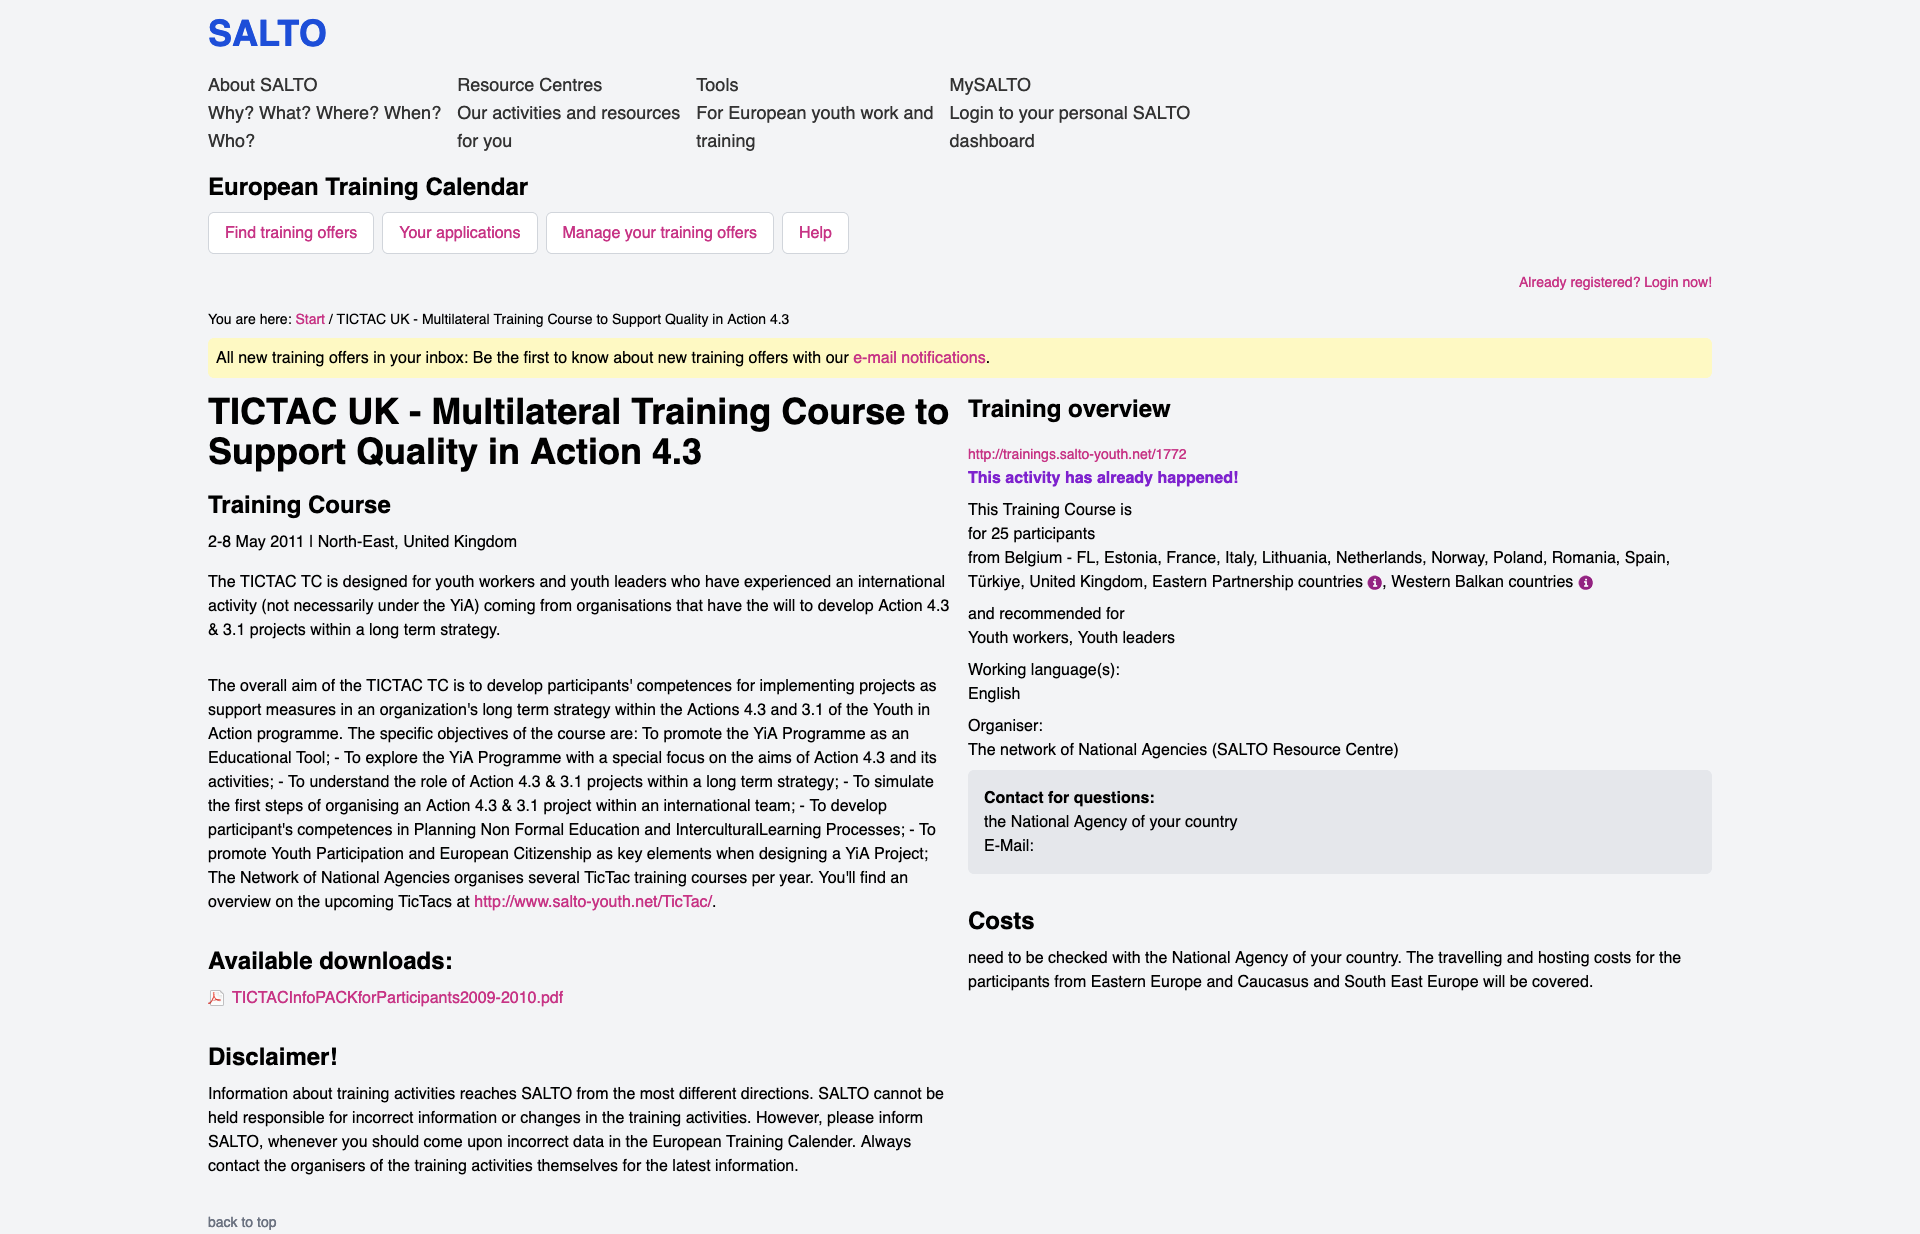 SALTO
About SALTO
Why? What? Where? When?
Who?
Resource Centres
Our activities and resources
for you
Tools
For European youth work and
training
MySALTO
Login to your personal SALTO
dashboard
European Training Calendar
Find training offers
Your applications
Manage your training offers
Help
Already registered? Login now!
You are here: Start / TICTAC UK - Multilateral Training Course to Support Quality in Action 4.3
All new training offers in your inbox: Be the first to know about new training offers with our e-mail notifications.
TICTAC UK - Multilateral Training Course to
Support Quality in Action 4.3
Training Course
2-8 May 2011 | North-East, United Kingdom
The TICTAC TC is designed for youth workers and youth leaders who have experienced an international
activity (not necessarily under the YiA) coming from organisations that have the will to develop Action 4.3
& 3.1 projects within a long term strategy.
The overall aim of the TICTAC TC is to develop participants' competences for implementing projects as
support measures in an organization's long term strategy within the Actions 4.3 and 3.1 of the Youth in
Action programme. The specific objectives of the course are: To promote the YiA Programme as an
Educational Tool; - To explore the YiA Programme with a special focus on the aims of Action 4.3 and its
activities; - To understand the role of Action 4.3 & 3.1 projects within a long term strategy; - To simulate
the first steps of organising an Action 4.3 & 3.1 project within an international team; - To develop
participant's competences in Planning Non Formal Education and InterculturalLearning Processes; - To
promote Youth Participation and European Citizenship as key elements when designing a YiA Project;
The Network of National Agencies organises several TicTac training courses per year. You'll find an
overview on the upcoming TicTacs at http://www.salto-youth.net/TicTac/.
Available downloads:
TICTACInfoPACKforParticipants2009-2010.pdf
Disclaimer!
Information about training activities reaches SALTO from the most different directions. SALTO cannot be
held responsible for incorrect information or changes in the training activities. However, please inform
SALTO, whenever you should come upon incorrect data in the European Training Calender. Always
contact the organisers of the training activities themselves for the latest information.
back to top
Training overview
http://trainings.salto-youth.net/1772
This activity has already happened!
This Training Course is
for 25 participants
from Belgium - FL, Estonia, France, Italy, Lithuania, Netherlands, Norway, Poland, Romania, Spain,
Türkiye, United Kingdom, Eastern Partnership countries , Western Balkan countries
and recommended for
Youth workers, Youth leaders
Working language(s):
English
Organiser:
The network of National Agencies (SALTO Resource Centre)
Contact for questions:
the National Agency of your country
E-Mail:
Costs
need to be checked with the National Agency of your country. The travelling and hosting costs for the
participants from Eastern Europe and Caucasus and South East Europe will be covered.